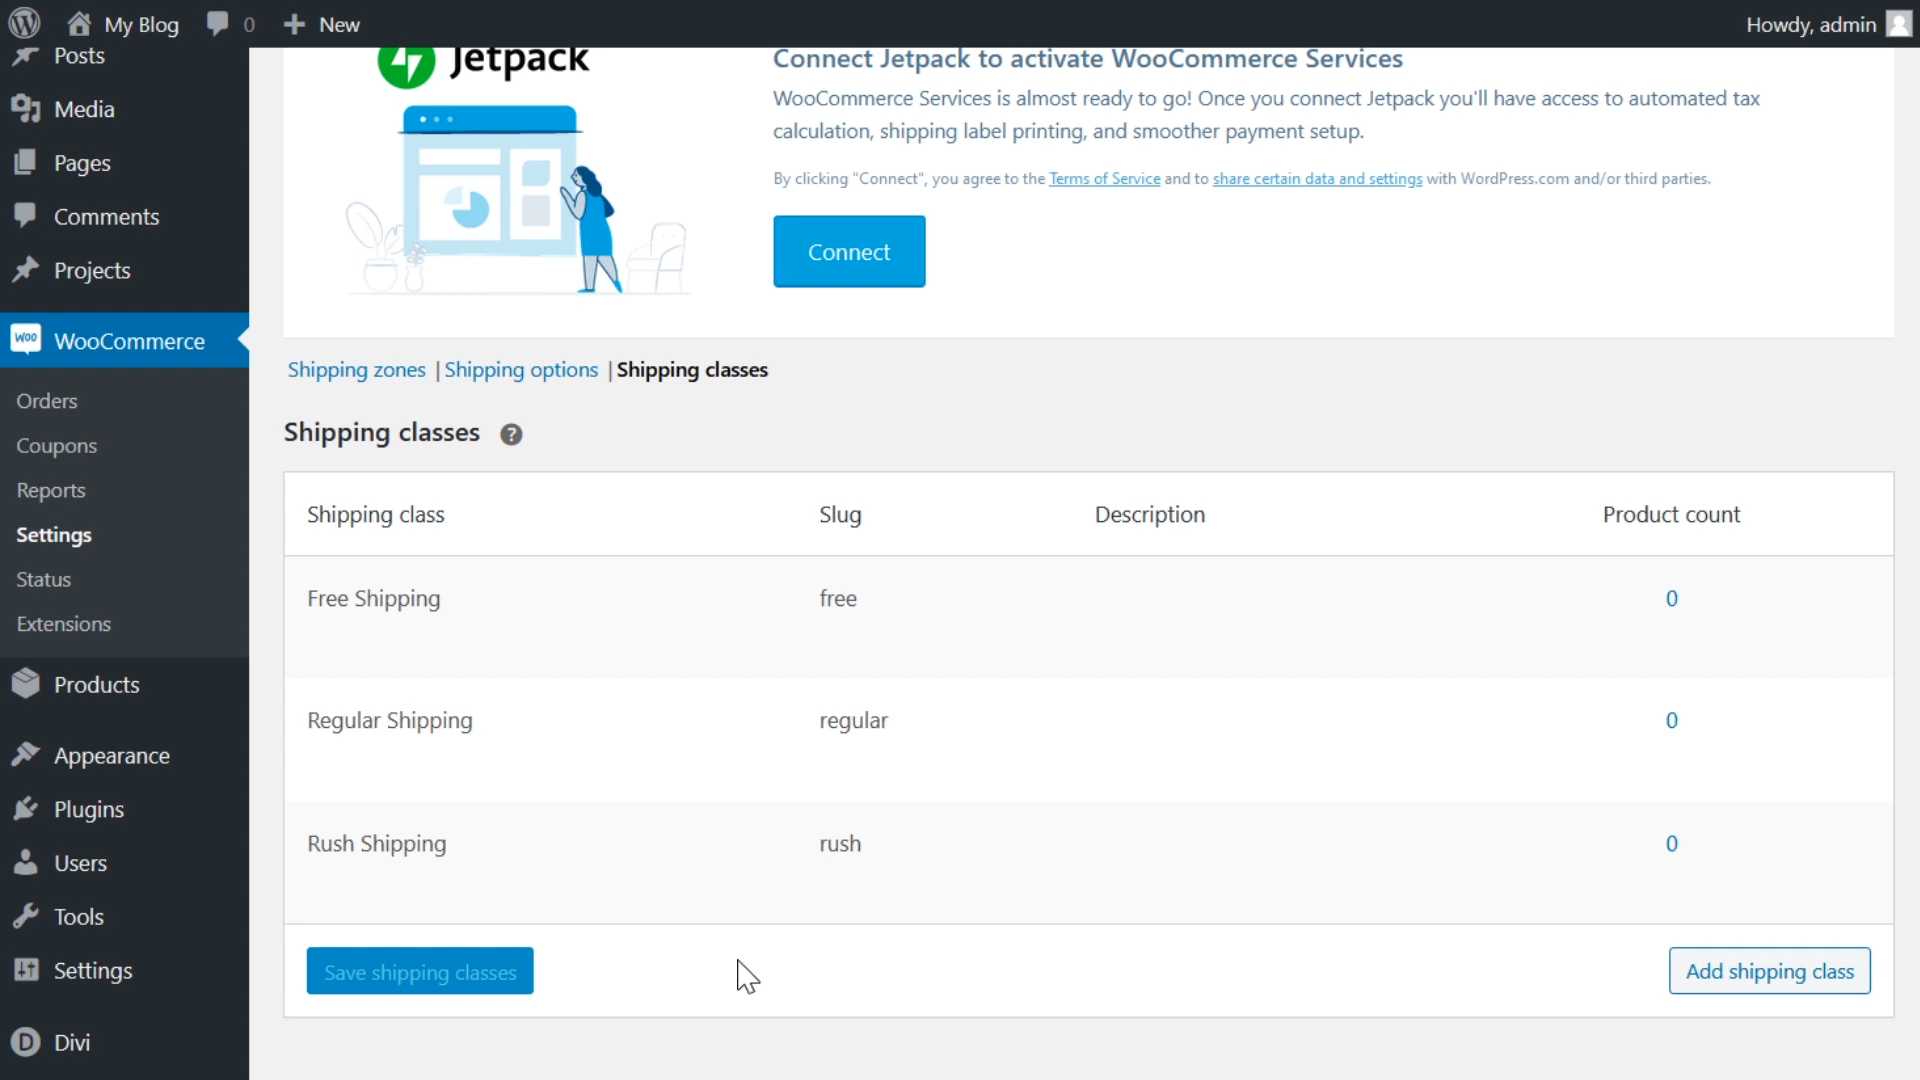 My Blog 0 New Howdy, admin
Posts
Media
Pages
Comments
Projects
WooCommerce
Orders
Coupons
Reports
Settings
Status
Extensions
Products
Appearance
Plugins
Users
Tools
Settings
Divi
Jetpack
Connect Jetpack to activate WooCommerce Services
WooCommerce Services is almost ready to go! Once you connect Jetpack you'll have access to automated tax
calculation, shipping label printing, and smoother payment setup.
By clicking "Connect", you agree to the Terms of Service and to share certain data and settings with WordPress.com and/or third parties.
Connect
Shipping zones | Shipping options | Shipping classes
Shipping classes ?
Shipping class Slug Description Product count
Free Shipping free 0
Regular Shipping regular 0
Rush Shipping rush 0
Save shipping classes Add shipping class